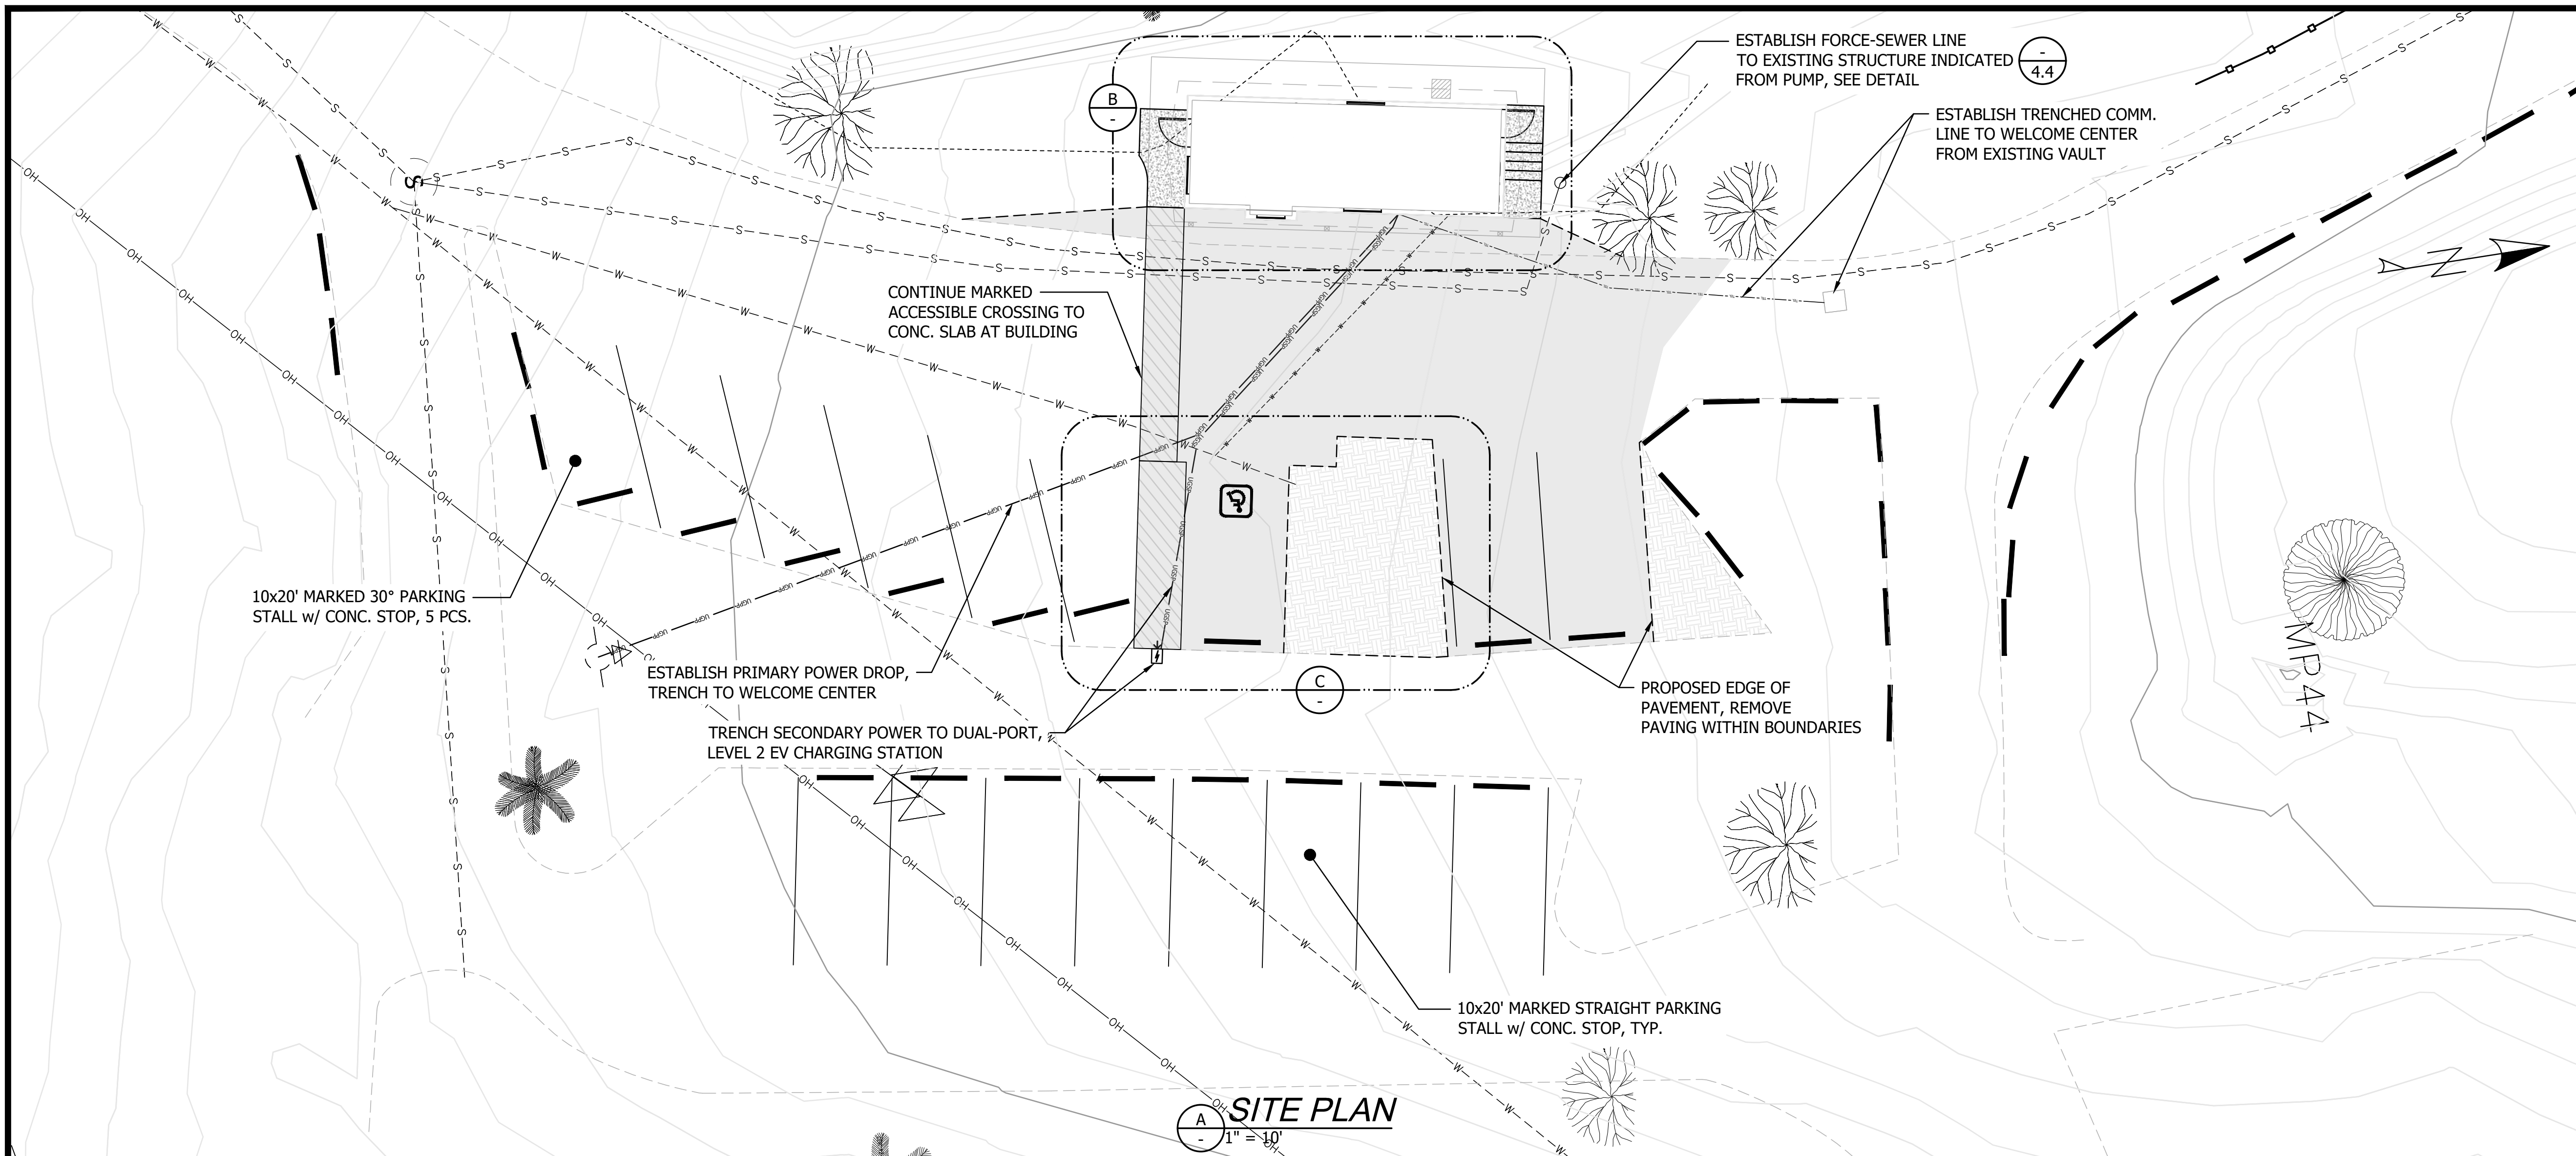 ESTABLISH FORCE-SEWER LINE
TO EXISTING STRUCTURE INDICATED
FROM PUMP, SEE DETAIL
-
4.4
ESTABLISH TRENCHED COMM.
LINE TO WELCOME CENTER
FROM EXISTING VAULT
B
-
CONTINUE MARKED
ACCESSIBLE CROSSING TO
CONC. SLAB AT BUILDING
N
10x20' MARKED 30° PARKING
STALL w/ CONC. STOP, 5 PCS.
ESTABLISH PRIMARY POWER DROP,
TRENCH TO WELCOME CENTER
TRENCH SECONDARY POWER TO DUAL-PORT,
LEVEL 2 EV CHARGING STATION
C
-
PROPOSED EDGE OF
PAVEMENT, REMOVE
PAVING WITHIN BOUNDARIES
MP 44
10x20' MARKED STRAIGHT PARKING
STALL w/ CONC. STOP, TYP.
A
-
SITE PLAN
1" = 10'
S
W
OH
UGPP
UGSP